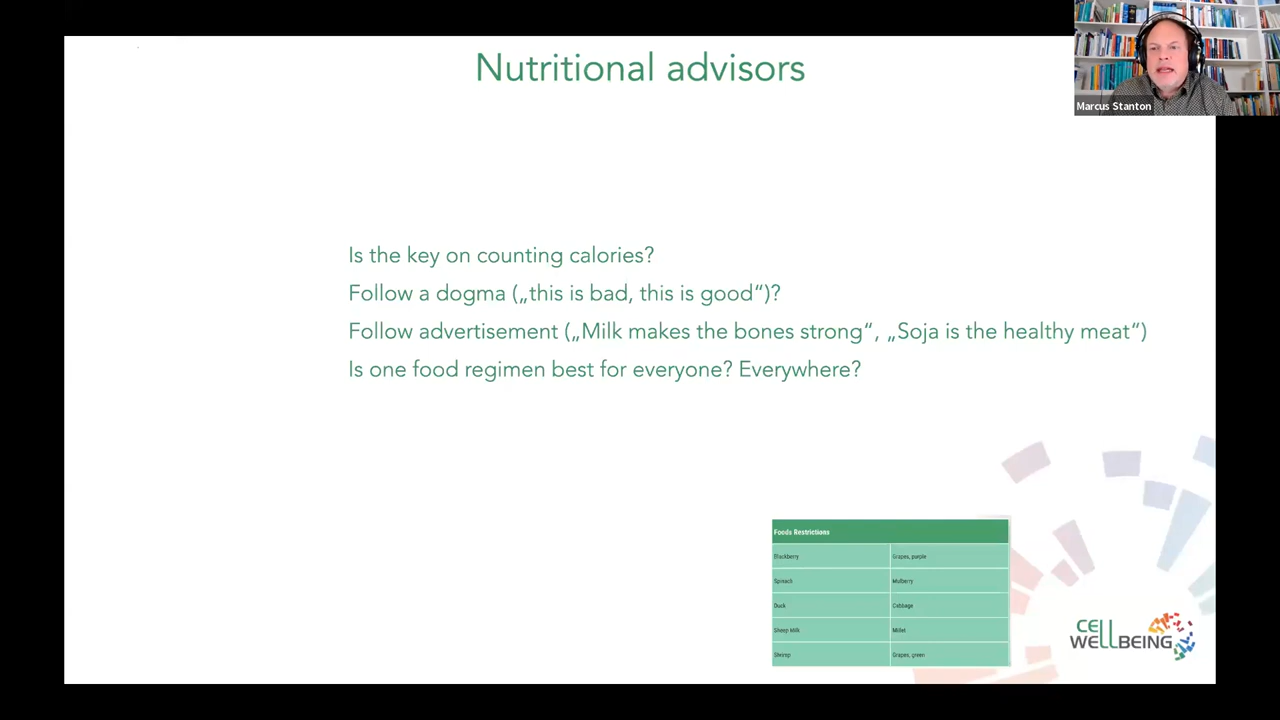 Nutritional advisors
Marcus Stanton
Is the key on counting calories?
Follow a dogma („this is bad, this is good“)?
Follow advertisement („Milk makes the bones strong“, „Soja is the healthy meat“)
Is one food regimen best for everyone? Everywhere?
Foods Restrictions
Blackberry Grapes, purple
Spinach Mulberry
Duck Cabbage
Sheep Milk Millet
Shrimp Grapes, green
CELL
WELLBEING